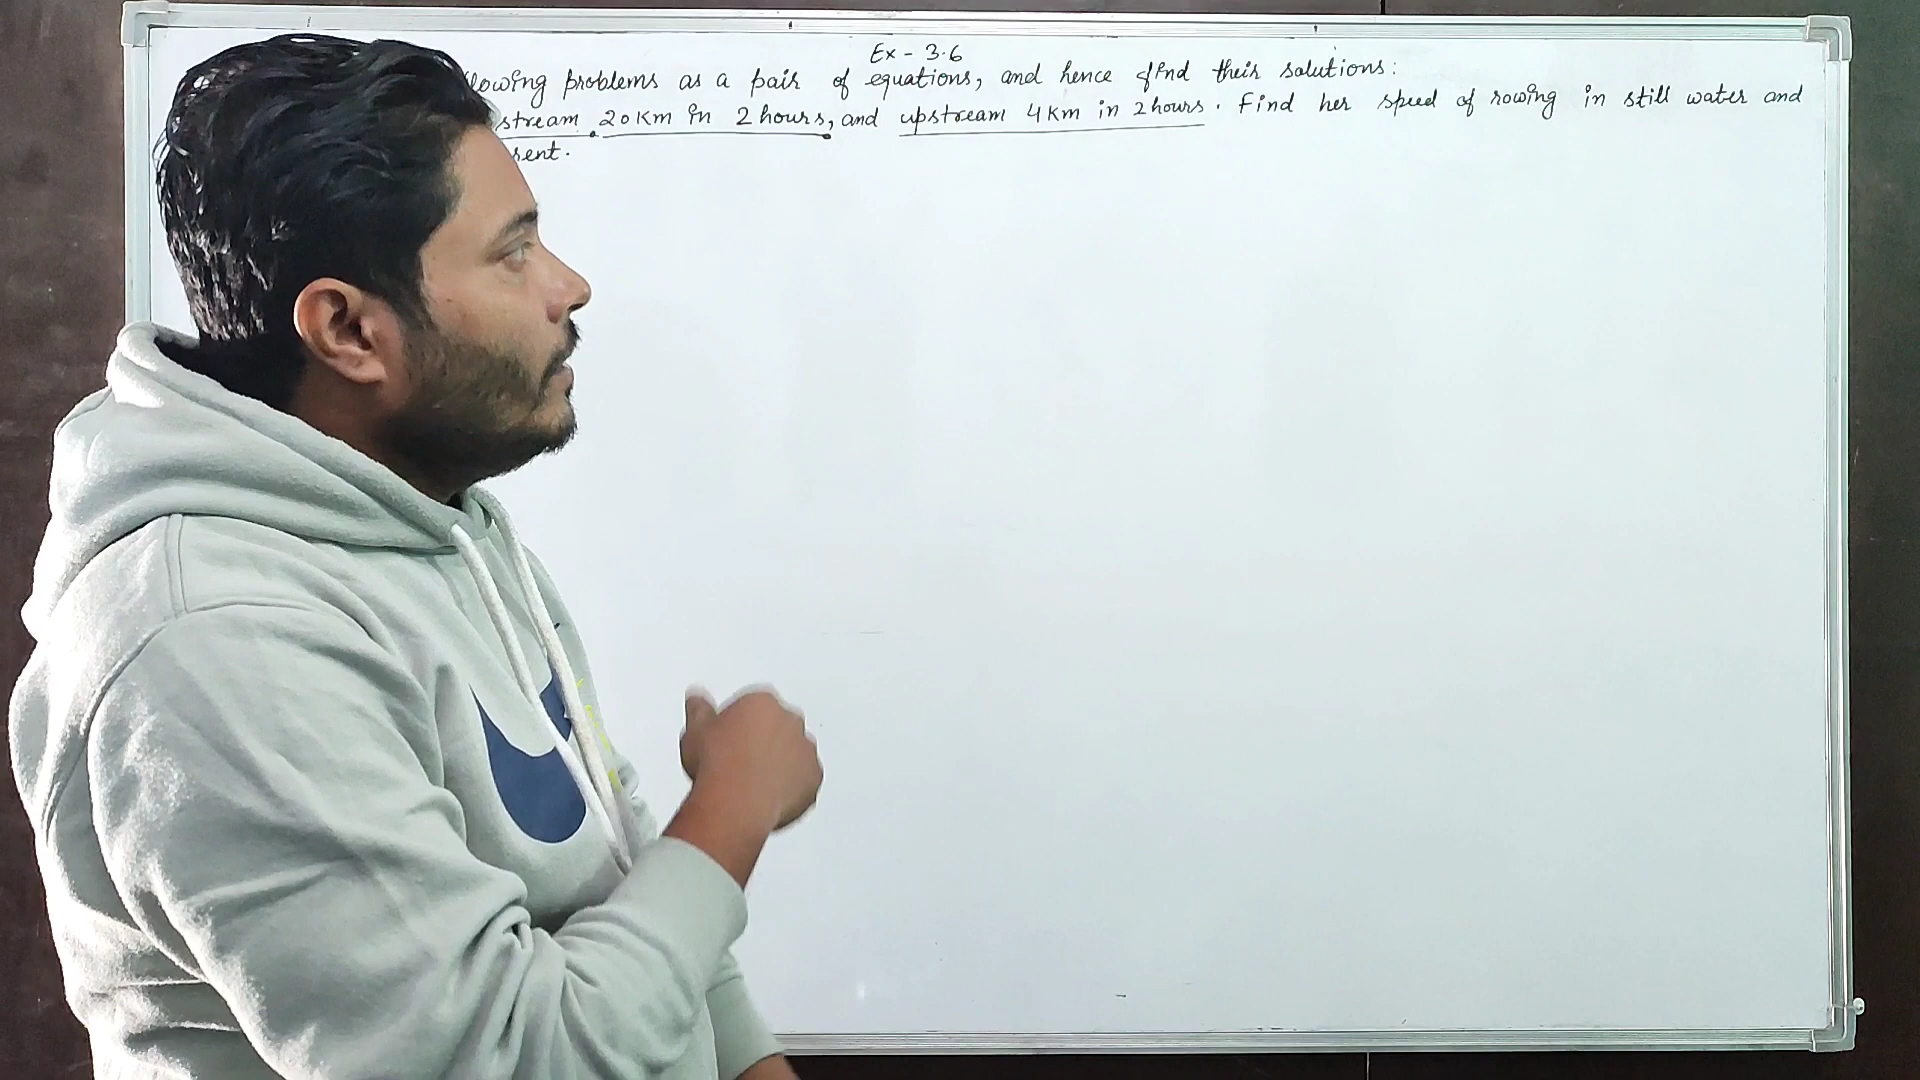 Ex - 3.6
lowing problems as a pair of equations, and hence find their solutions:
stream 20 Km in 2 hours, and upstream 4 Km in 2 hours. Find her speed of rowing in still water and
rent.